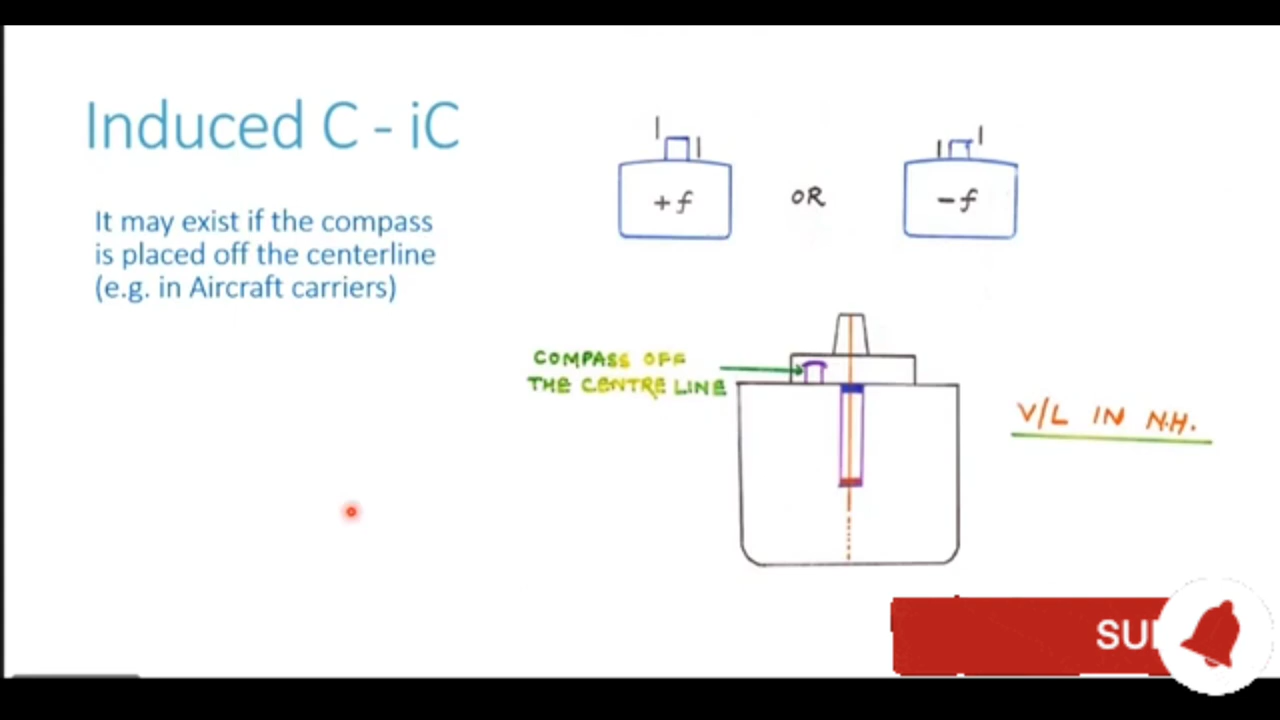 Induced C - iC
It may exist if the compass
is placed off the centerline
(e.g. in Aircraft carriers)
+f
OR
-f
COMPASS OFF
THE CENTRE LINE
V/L IN N.H.